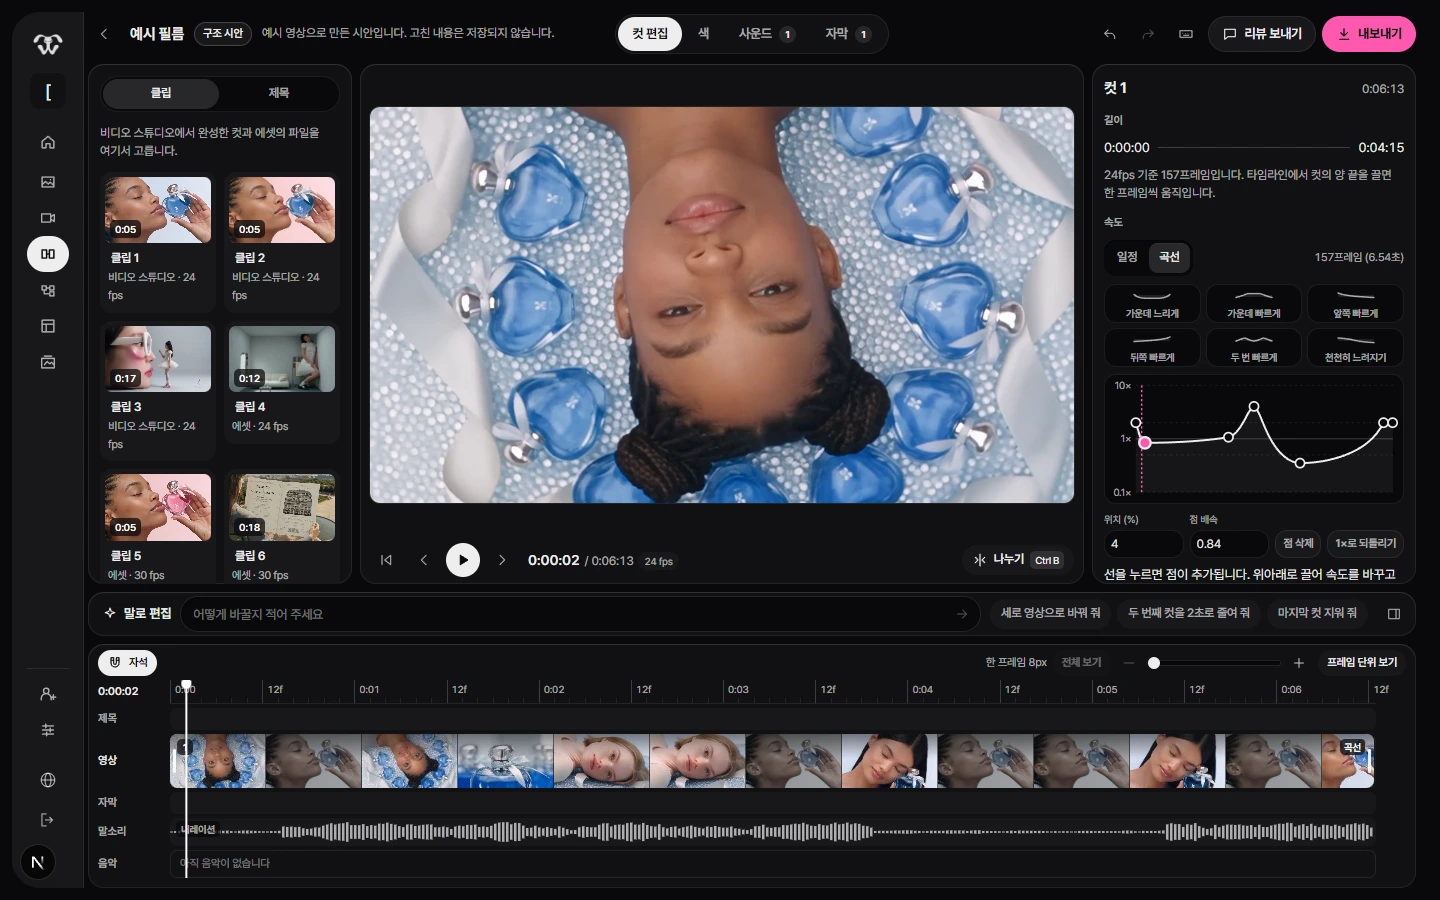 예시 필름
구조 시안
예시 영상으로 만든 시안입니다. 고친 내용은 저장되지 않습니다.
컷 편집
색
사운드 1
자막 1
리뷰 보내기
내보내기
[
클립
제목
비디오 스튜디오에서 완성한 컷과 에셋의 파일을
여기서 고릅니다.
0:05
0:05
클립 1
클립 2
비디오 스튜디오 · 24
fps
비디오 스튜디오 · 24
fps
0:17
0:12
클립 3
클립 4
비디오 스튜디오 · 24
fps
에셋 · 24 fps
0:05
0:18
클립 5
클립 6
에셋 · 30 fps
에셋 · 30 fps
0:00:02 / 0:06:13 24 fps
나누기 Ctrl B
컷 1
0:06:13
길이
0:00:00
0:04:15
24fps 기준 157프레임입니다. 타임라인에서 컷의 양 끝을 끌면
한 프레임씩 움직입니다.
속도
일정
곡선
157프레임 (6.54초)
가운데 느리게
가운데 빠르게
앞쪽 빠르게
뒤쪽 빠르게
두 번 빠르게
천천히 느려지기
10×
1×
0.1×
위치 (%)
점 배속
4
0.84
점 삭제
1×로 되돌리기
선을 누르면 점이 추가됩니다. 위아래로 끌어 속도를 바꾸고
말로 편집
어떻게 바꿀지 적어 주세요
세로 영상으로 바꿔 줘
두 번째 컷을 2초로 줄여 줘
마지막 컷 지워 줘
자석
한 프레임 8px
전체 보기
프레임 단위 보기
0:00:02
0:00
12f
0:01
12f
0:02
12f
0:03
12f
0:04
12f
0:05
12f
0:06
12f
제목
영상
곡선
자막
말소리
내레이션
음악
아직 음악이 없습니다
N